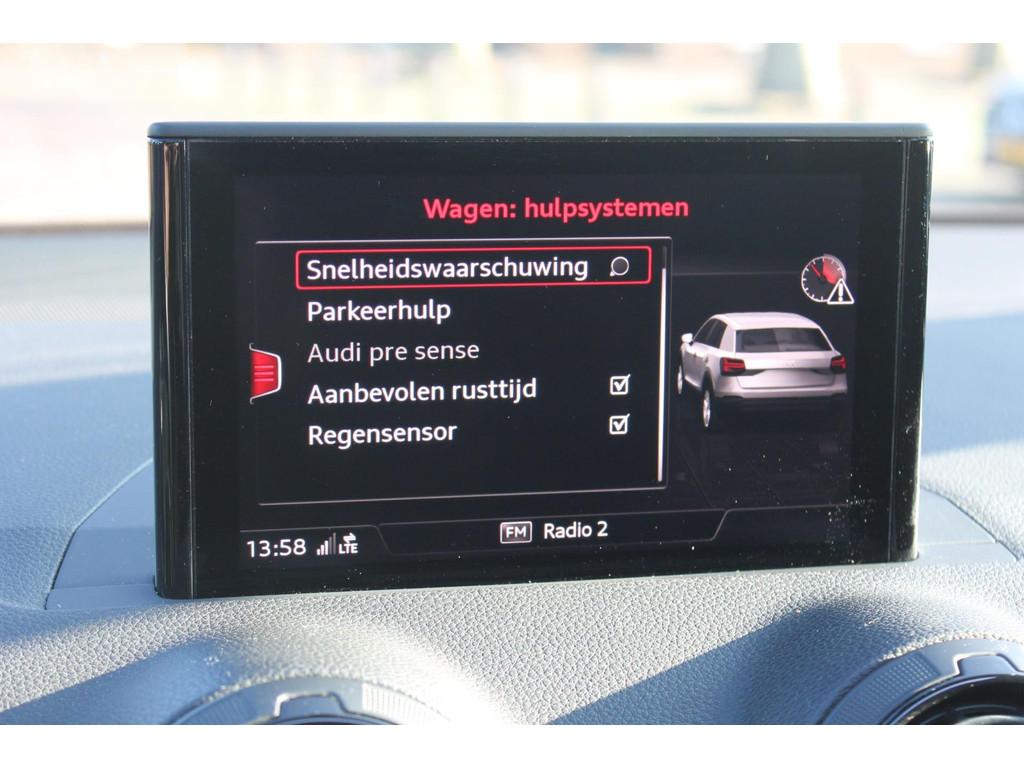 Wagen: hulpsystemen
Snelheidswaarschuwing
Parkeerhulp
Audi pre sense
Aanbevolen rusttijd
Regensensor
13:58 LTE FM Radio 2